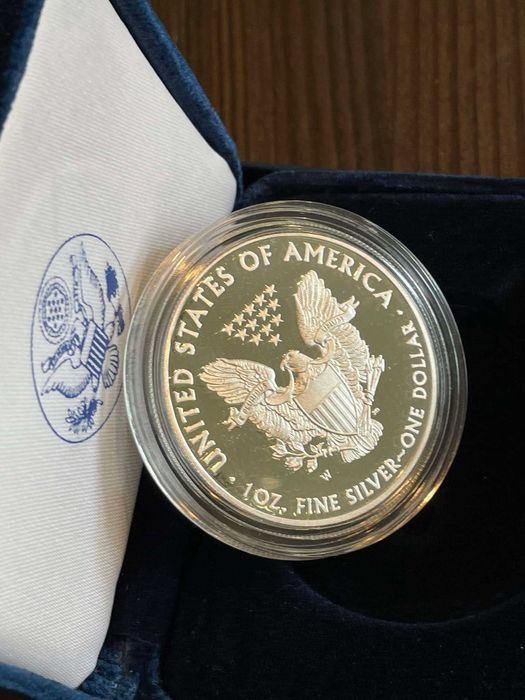 UNITED STATES OF AMERICA
· 1 OZ. FINE SILVER~ONE DOLLAR ·
W